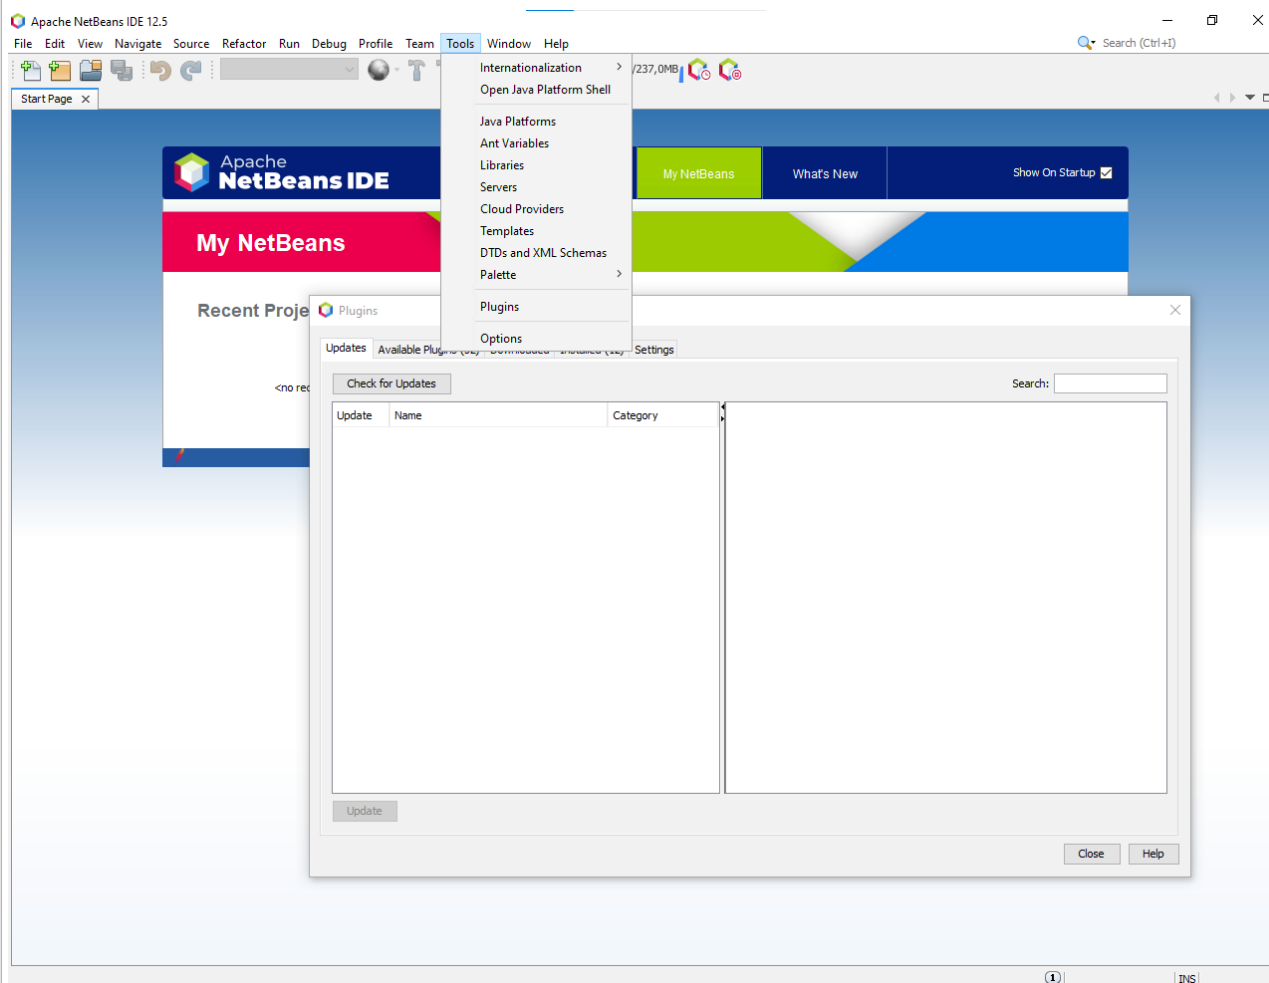 Apache NetBeans IDE 12.5
File Edit View Navigate Source Refactor Run Debug Profile Team Tools Window Help
Search (Ctrl+I)
/237,0MB
Start Page
Internationalization
Open Java Platform Shell
Java Platforms
Ant Variables
Libraries
Servers
Cloud Providers
Templates
DTDs and XML Schemas
Palette
Plugins
Options
Apache
NetBeans IDE
My NetBeans
What's New
Show On Startup
My NetBeans
Recent Proje
<no rec
Plugins
Updates
Available Plugins
Settings
Check for Updates
Search:
Update Name Category
Update
Close Help
1
INS